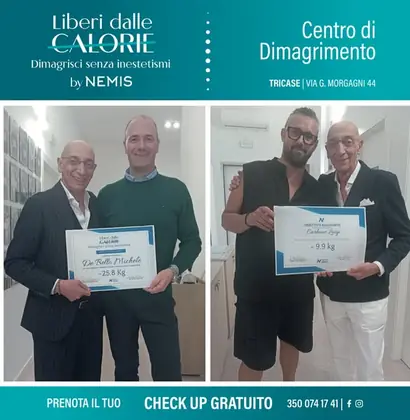 Liberi dalle
CALORIE
Dimagrisci senza inestetismi
by NEMIS
Centro di
Dimagrimento
TRICASE | VIA G. MORGAGNI 44
Liberi dalle
CALORIE
De Bellis Michele
-25.8 Kg
- 9.9 kg
PRENOTA IL TUO CHECK UP GRATUITO 350 074 17 41 |